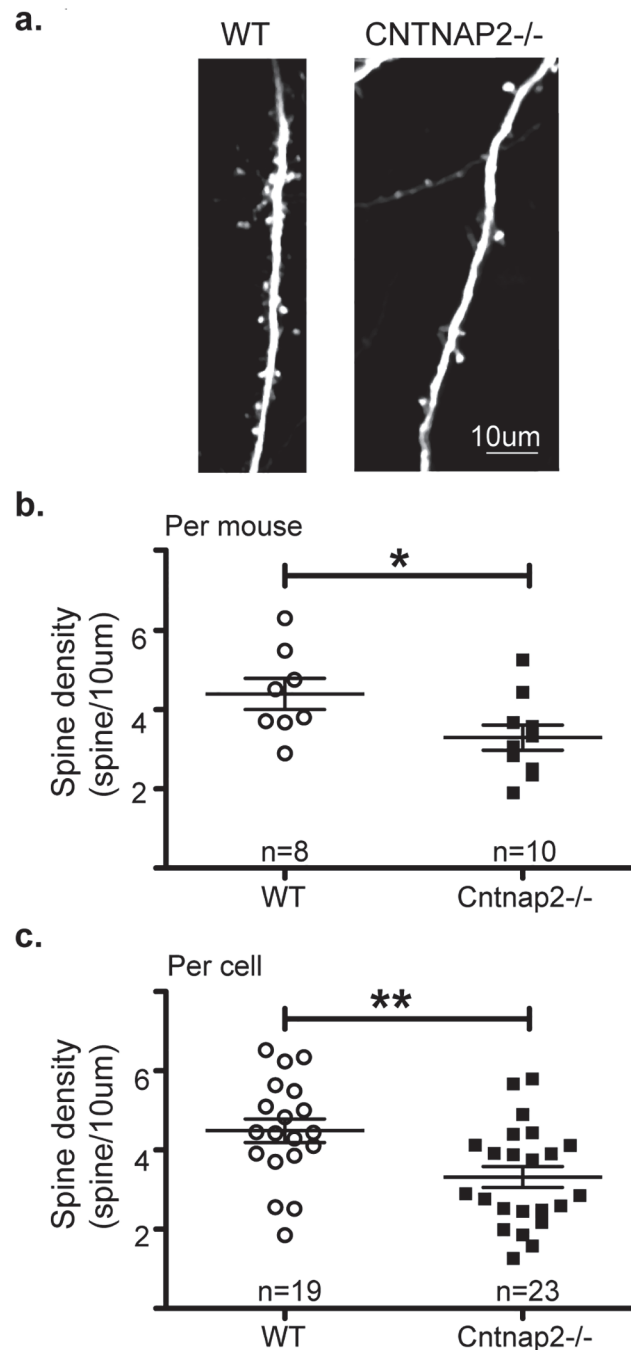 a.
WT CNTNAP2-/-
10um
b.
Per mouse
*
Spine density
(spine/10um)
6
4
2
n=8 n=10
WT Cntnap2-/-
c.
Per cell
**
Spine density
(spine/10um)
6
4
2
n=19 n=23
WT Cntnap2-/-